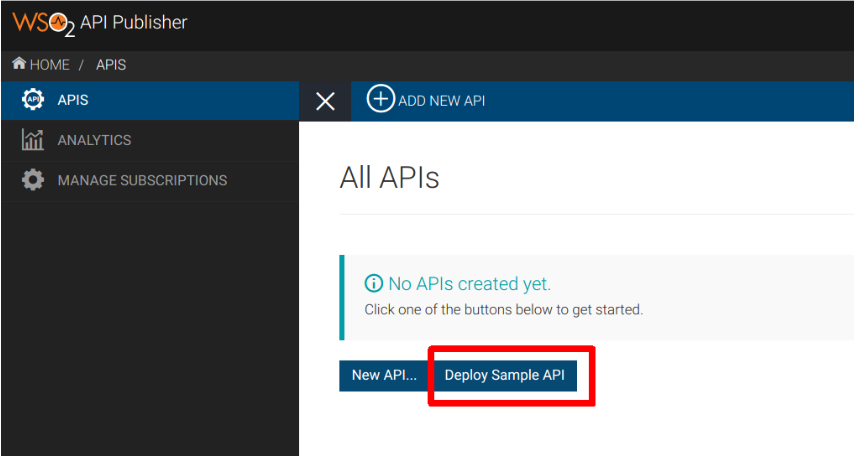 WSO2 API Publisher
HOME / APIS
APIS
ANALYTICS
MANAGE SUBSCRIPTIONS
ADD NEW API
All APIs
No APIs created yet.
Click one of the buttons below to get started.
New API... Deploy Sample API